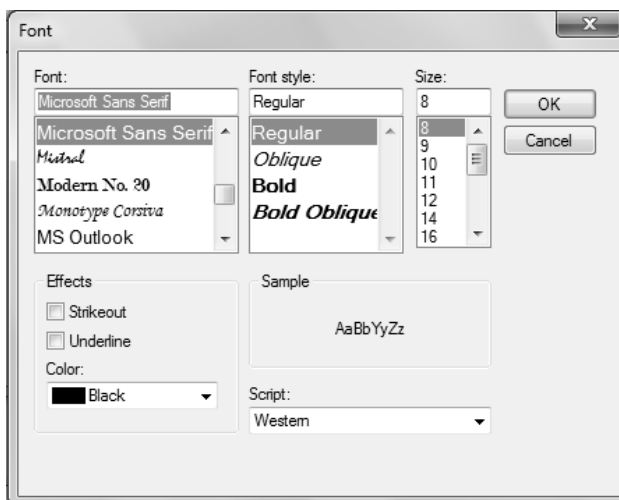 Font
X
Font: Font style: Size:
Microsoft Sans Serif Regular 8
OK
Microsoft Sans Serif Regular 8
Mistral Oblique 9
Modern No. 20 Bold 10
Monotype Corsiva Bold Oblique 11
MS Outlook 12
14
16
Cancel
Effects
Strikeout
Underline
Color:
Black
Sample
AaBbYyZz
Script:
Western